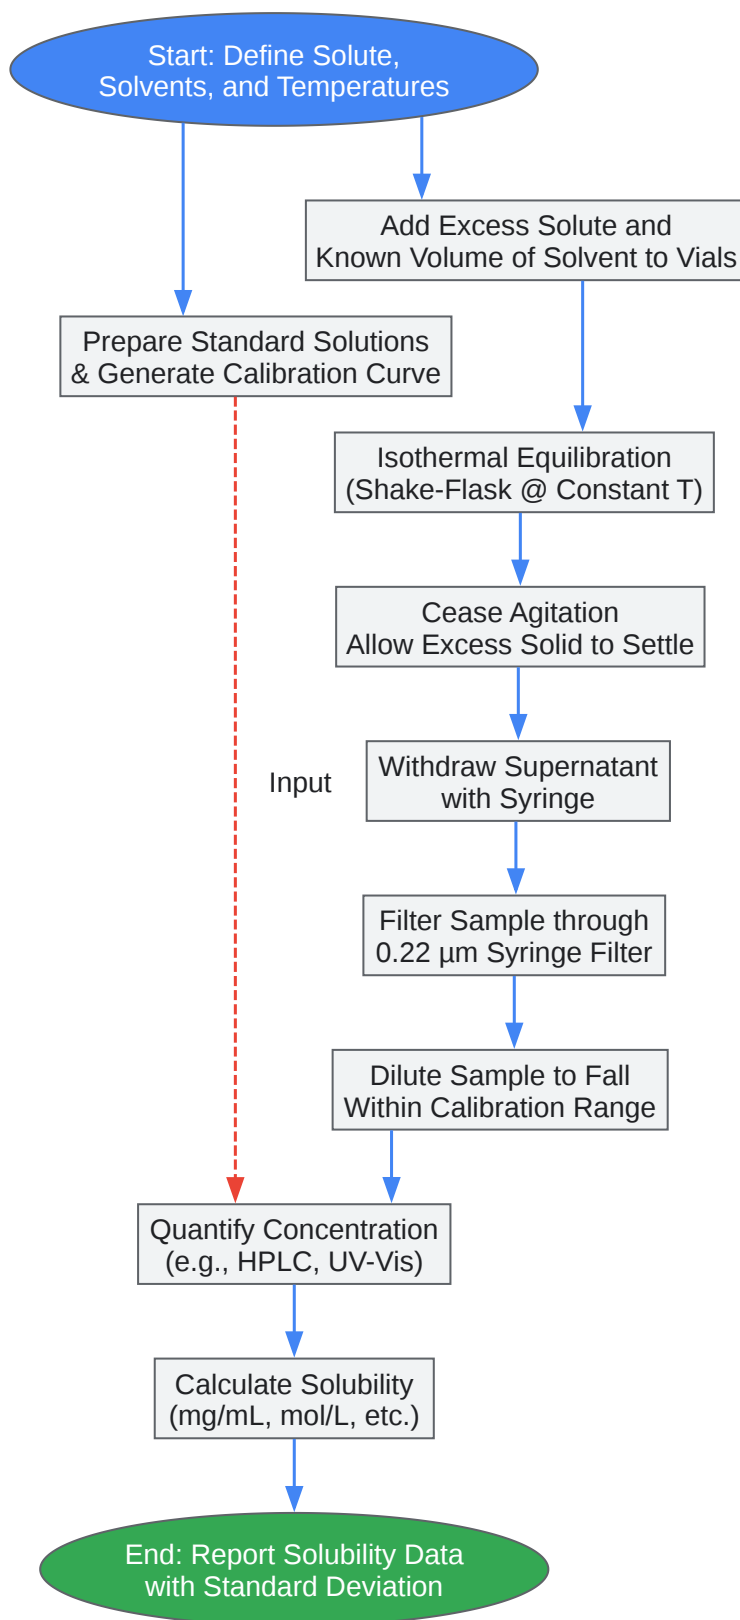 Start: Define Solute,
Solvents, and Temperatures
Add Excess Solute and
Known Volume of Solvent to Vials
Prepare Standard Solutions
& Generate Calibration Curve
Isothermal Equilibration
(Shake-Flask @ Constant T)
Cease Agitation
Allow Excess Solid to Settle
Withdraw Supernatant
with Syringe
Input
Filter Sample through
0.22 µm Syringe Filter
Dilute Sample to Fall
Within Calibration Range
Quantify Concentration
(e.g., HPLC, UV-Vis)
Calculate Solubility
(mg/mL, mol/L, etc.)
End: Report Solubility Data
with Standard Deviation